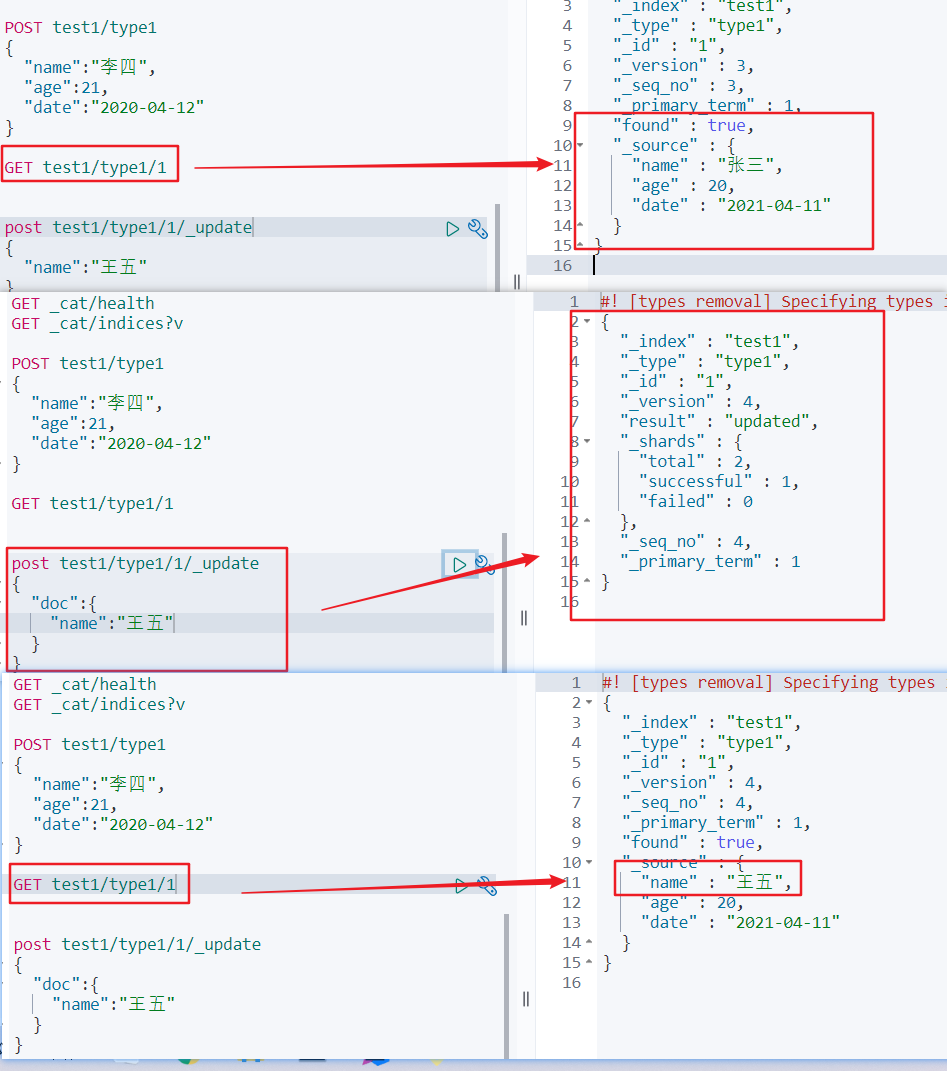 POST test1/type1
{
"name":"李四",
"age":21,
"date":"2020-04-12"
}
GET test1/type1/1
post test1/type1/1/_update
{
"name":"王五"
}
3 "_index" : "test1",
4 "_type" : "type1",
5 "_id" : "1",
6 "_version" : 3,
7 "_seq_no" : 3,
8 "_primary_term" : 1,
9 "found" : true,
10 "_source" : {
11 "name" : "张三",
12 "age" : 20,
13 "date" : "2021-04-11"
14 }
15 }
16
GET _cat/health
GET _cat/indices?v
POST test1/type1
{
"name":"李四",
"age":21,
"date":"2020-04-12"
}
GET test1/type1/1
post test1/type1/1/_update
{
"doc":{
"name":"王五"
}
}
1 #! [types removal] Specifying types
2 {
3 "_index" : "test1",
4 "_type" : "type1",
5 "_id" : "1",
6 "_version" : 4,
7 "result" : "updated",
8 "_shards" : {
9 "total" : 2,
10 "successful" : 1,
11 "failed" : 0
12 },
13 "_seq_no" : 4,
14 "_primary_term" : 1
15 }
16
GET _cat/health
GET _cat/indices?v
POST test1/type1
{
"name":"李四",
"age":21,
"date":"2020-04-12"
}
GET test1/type1/1
post test1/type1/1/_update
{
"doc":{
"name":"王五"
}
}
1 #! [types removal] Specifying types
2 {
3 "_index" : "test1",
4 "_type" : "type1",
5 "_id" : "1",
6 "_version" : 4,
7 "_seq_no" : 4,
8 "_primary_term" : 1,
9 "found" : true,
10 "_source" : {
11 "name" : "王五",
12 "age" : 20,
13 "date" : "2021-04-11"
14 }
15 }
16